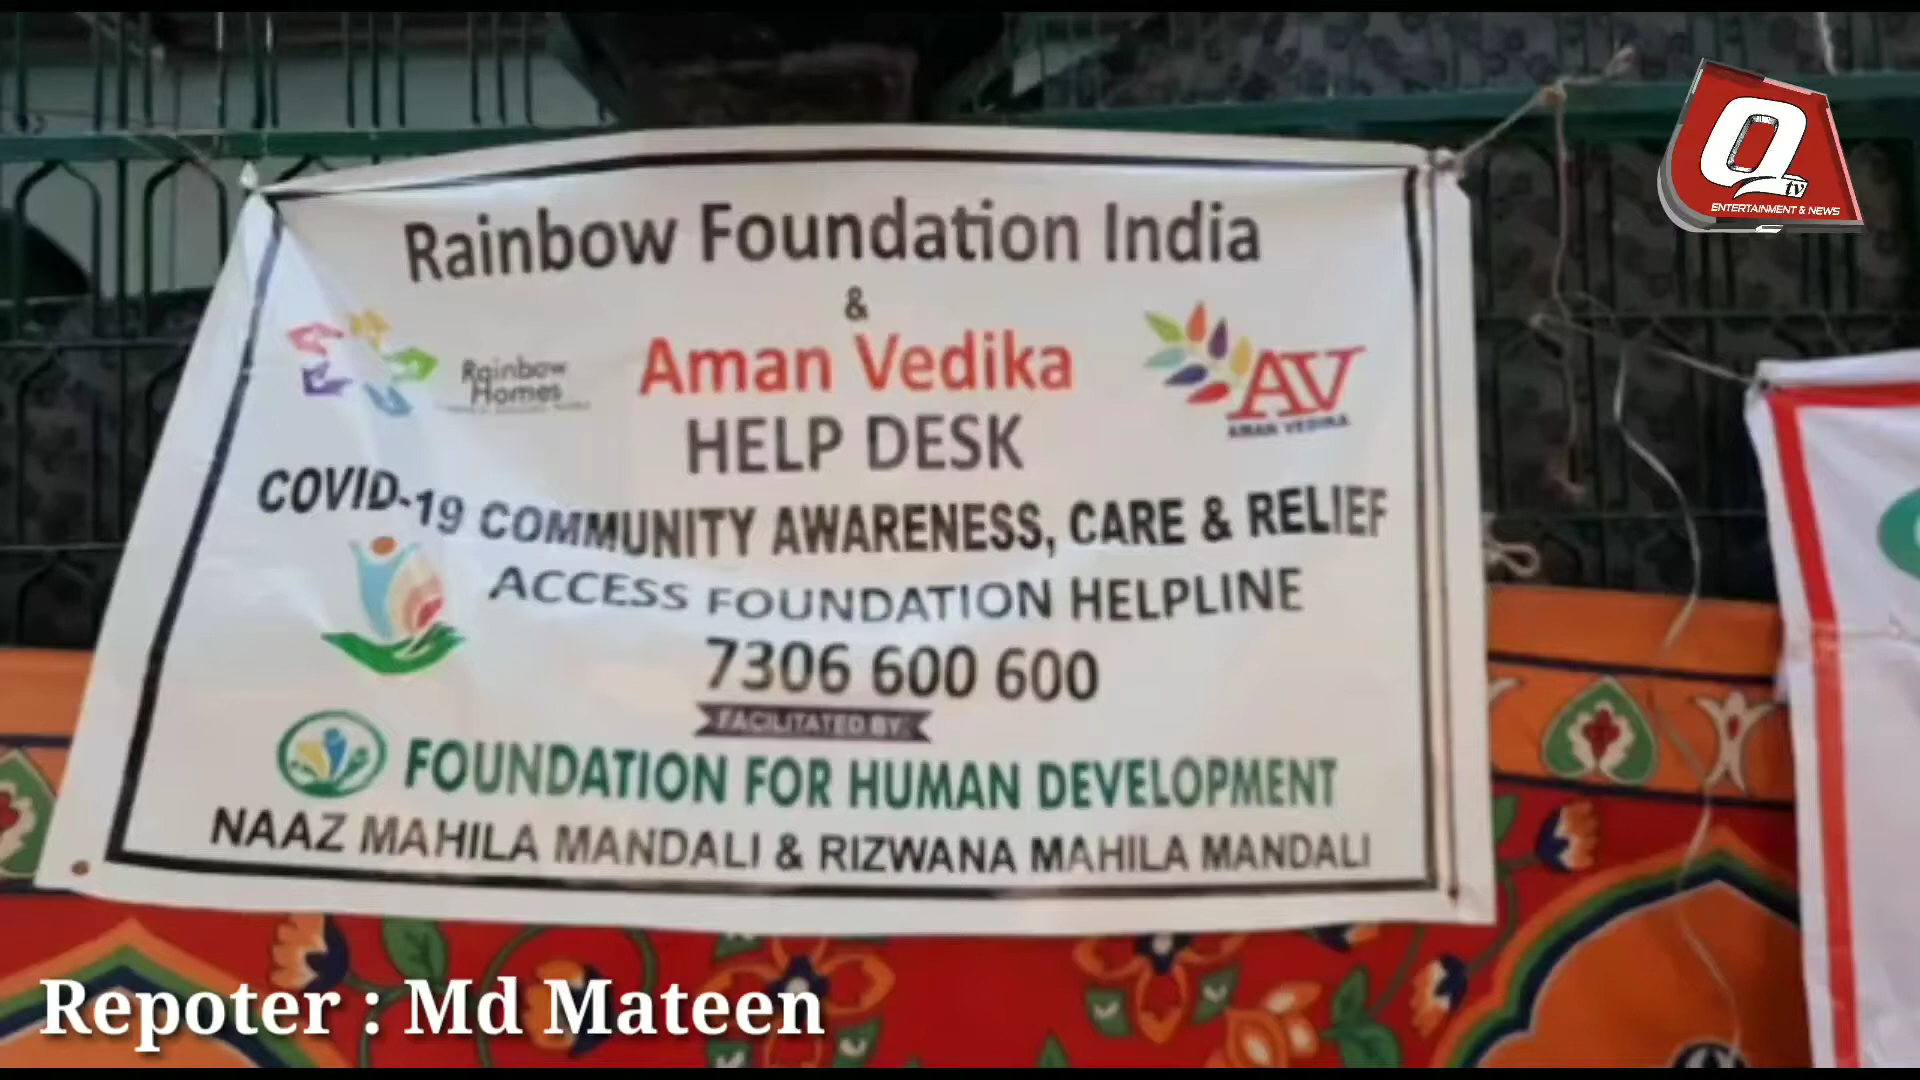 Q
TV
ENTERTAINMENT & NEWS
Rainbow Foundation India
&
Rainbow
Homes
Aman Vedika
AV
AMAN VEDIKA
HELP DESK
COVID-19 COMMUNITY AWARENESS, CARE & RELIEF
ACCESS FOUNDATION HELPLINE
7306 600 600
FACILITATED BY:
FOUNDATION FOR HUMAN DEVELOPMENT
NAAZ MAHILA MANDALI & RIZWANA MAHILA MANDALI
Repoter : Md Mateen